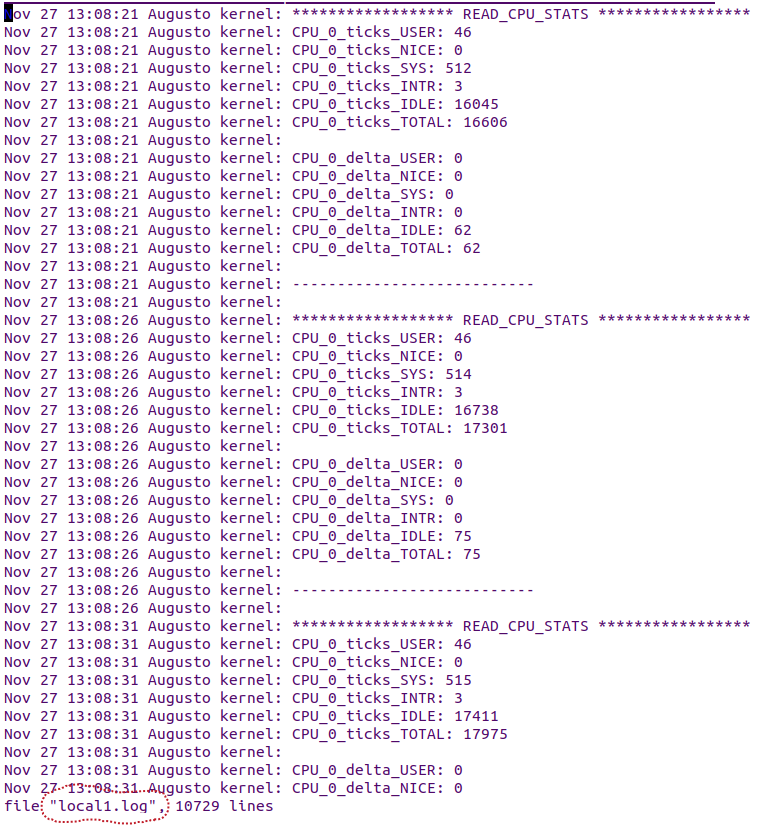 Nov 27 13:08:21 Augusto kernel: ****************** READ_CPU_STATS *****************
Nov 27 13:08:21 Augusto kernel: CPU_0_ticks_USER: 46
Nov 27 13:08:21 Augusto kernel: CPU_0_ticks_NICE: 0
Nov 27 13:08:21 Augusto kernel: CPU_0_ticks_SYS: 512
Nov 27 13:08:21 Augusto kernel: CPU_0_ticks_INTR: 3
Nov 27 13:08:21 Augusto kernel: CPU_0_ticks_IDLE: 16045
Nov 27 13:08:21 Augusto kernel: CPU_0_ticks_TOTAL: 16606
Nov 27 13:08:21 Augusto kernel:
Nov 27 13:08:21 Augusto kernel: CPU_0_delta_USER: 0
Nov 27 13:08:21 Augusto kernel: CPU_0_delta_NICE: 0
Nov 27 13:08:21 Augusto kernel: CPU_0_delta_SYS: 0
Nov 27 13:08:21 Augusto kernel: CPU_0_delta_INTR: 0
Nov 27 13:08:21 Augusto kernel: CPU_0_delta_IDLE: 62
Nov 27 13:08:21 Augusto kernel: CPU_0_delta_TOTAL: 62
Nov 27 13:08:21 Augusto kernel:
Nov 27 13:08:21 Augusto kernel: ---------------------------
Nov 27 13:08:21 Augusto kernel:
Nov 27 13:08:26 Augusto kernel: ****************** READ_CPU_STATS *****************
Nov 27 13:08:26 Augusto kernel: CPU_0_ticks_USER: 46
Nov 27 13:08:26 Augusto kernel: CPU_0_ticks_NICE: 0
Nov 27 13:08:26 Augusto kernel: CPU_0_ticks_SYS: 514
Nov 27 13:08:26 Augusto kernel: CPU_0_ticks_INTR: 3
Nov 27 13:08:26 Augusto kernel: CPU_0_ticks_IDLE: 16738
Nov 27 13:08:26 Augusto kernel: CPU_0_ticks_TOTAL: 17301
Nov 27 13:08:26 Augusto kernel:
Nov 27 13:08:26 Augusto kernel: CPU_0_delta_USER: 0
Nov 27 13:08:26 Augusto kernel: CPU_0_delta_NICE: 0
Nov 27 13:08:26 Augusto kernel: CPU_0_delta_SYS: 0
Nov 27 13:08:26 Augusto kernel: CPU_0_delta_INTR: 0
Nov 27 13:08:26 Augusto kernel: CPU_0_delta_IDLE: 75
Nov 27 13:08:26 Augusto kernel: CPU_0_delta_TOTAL: 75
Nov 27 13:08:26 Augusto kernel:
Nov 27 13:08:26 Augusto kernel: ---------------------------
Nov 27 13:08:26 Augusto kernel:
Nov 27 13:08:31 Augusto kernel: ****************** READ_CPU_STATS *****************
Nov 27 13:08:31 Augusto kernel: CPU_0_ticks_USER: 46
Nov 27 13:08:31 Augusto kernel: CPU_0_ticks_NICE: 0
Nov 27 13:08:31 Augusto kernel: CPU_0_ticks_SYS: 515
Nov 27 13:08:31 Augusto kernel: CPU_0_ticks_INTR: 3
Nov 27 13:08:31 Augusto kernel: CPU_0_ticks_IDLE: 17411
Nov 27 13:08:31 Augusto kernel: CPU_0_ticks_TOTAL: 17975
Nov 27 13:08:31 Augusto kernel:
Nov 27 13:08:31 Augusto kernel: CPU_0_delta_USER: 0
Nov 27 13:08:31 Augusto kernel: CPU_0_delta_NICE: 0
file "local1.log", 10729 lines